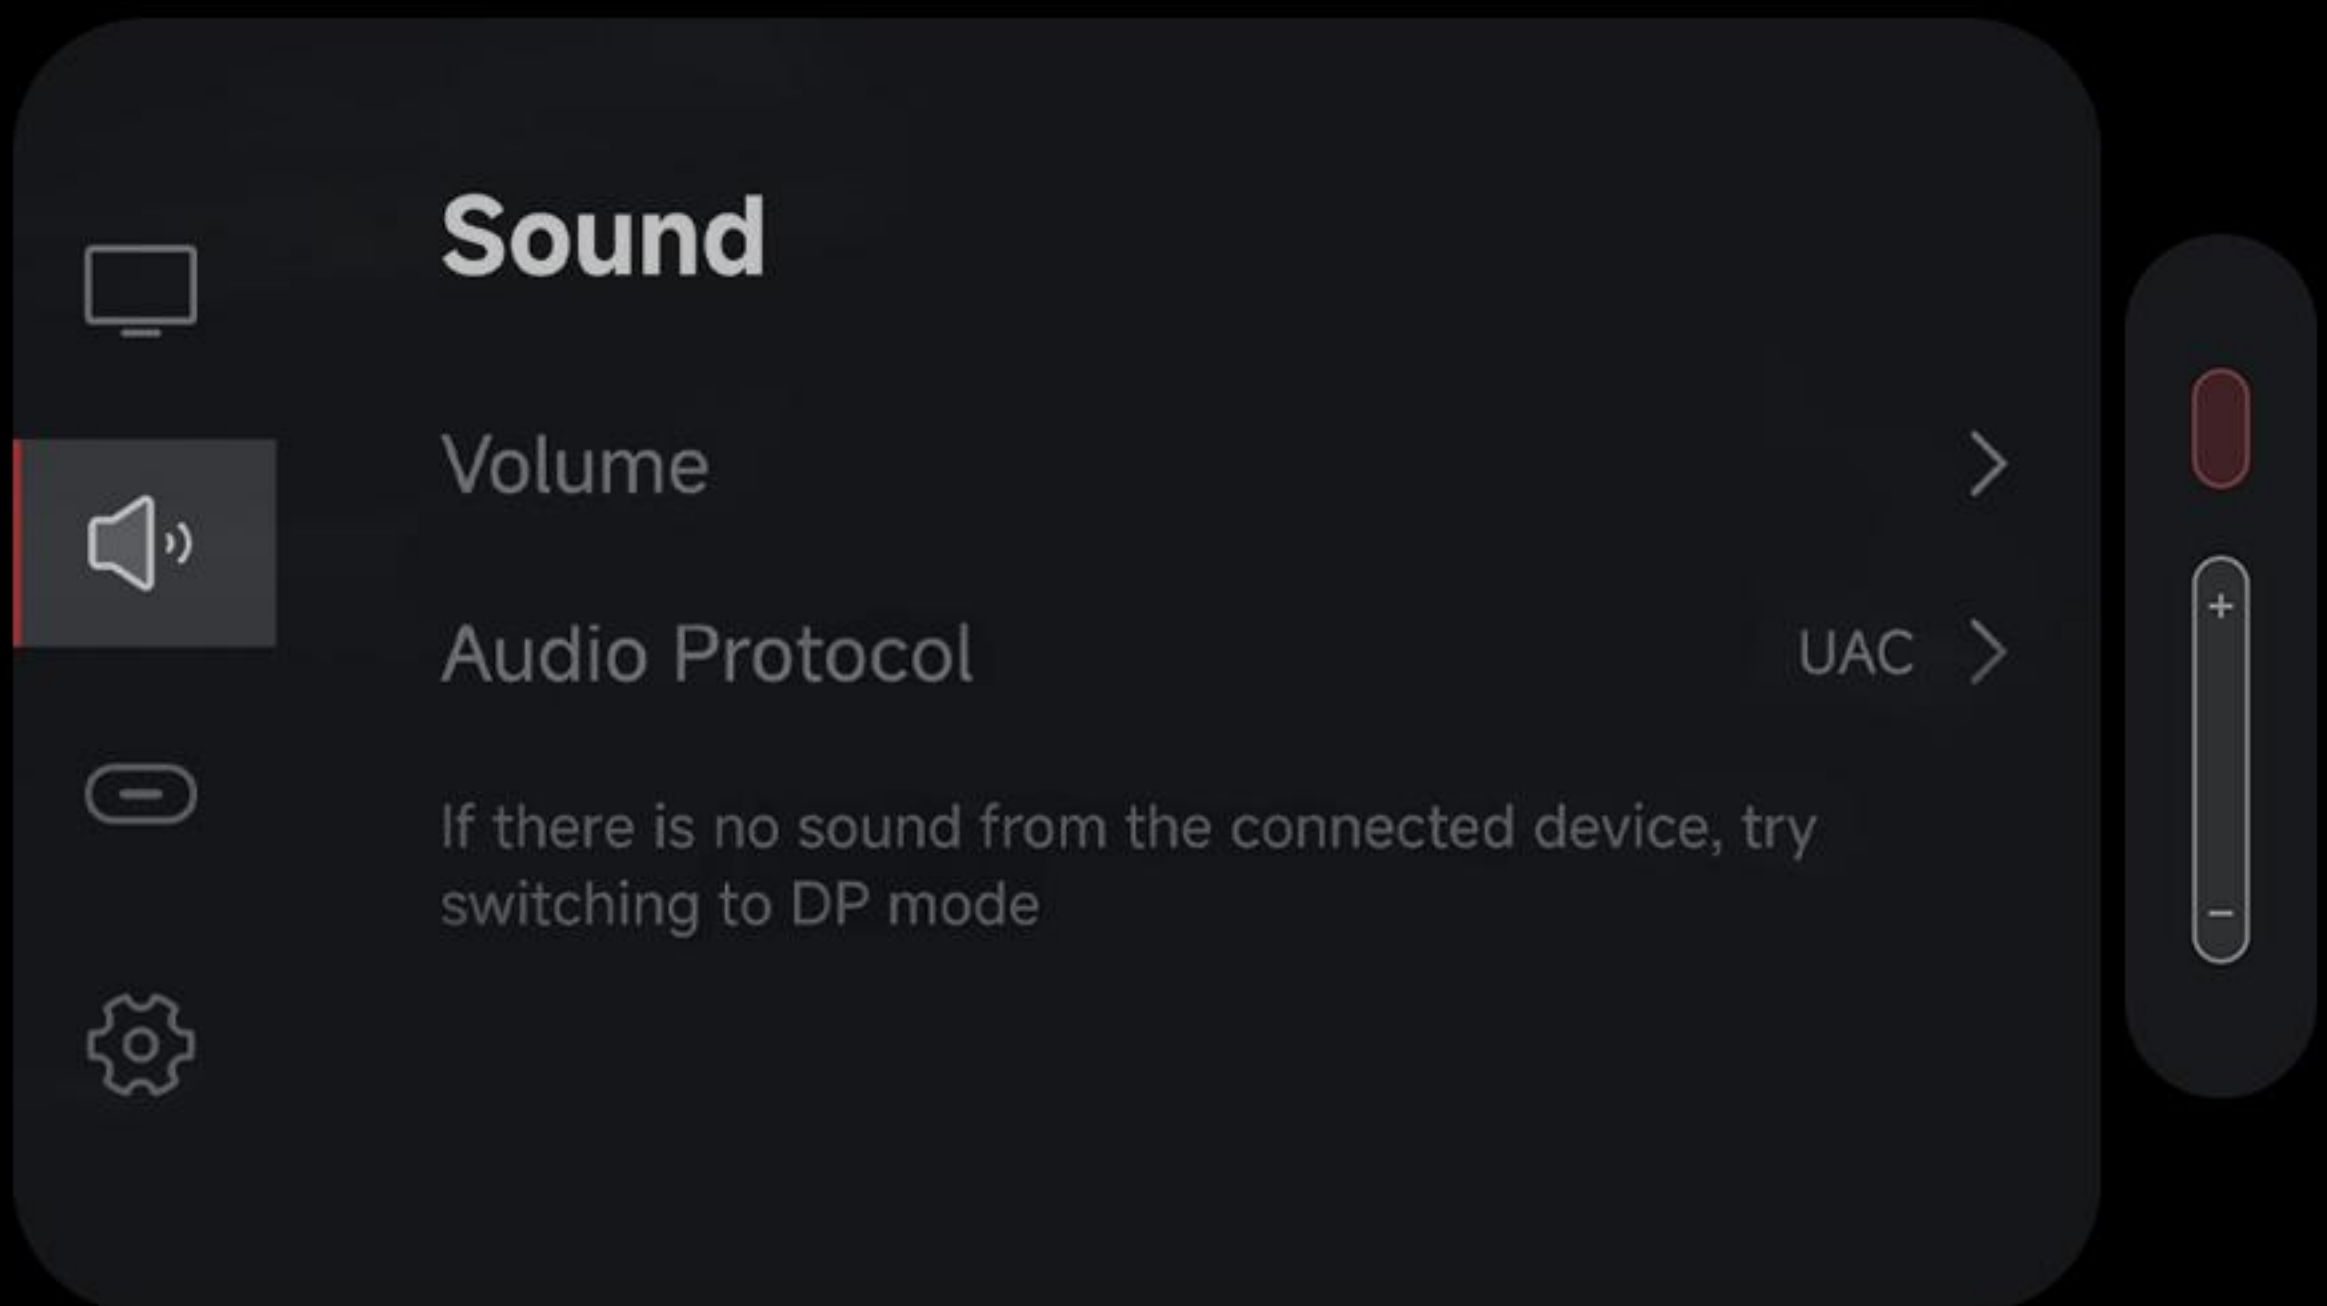 Sound
Volume
Audio Protocol UAC
If there is no sound from the connected device, try
switching to DP mode